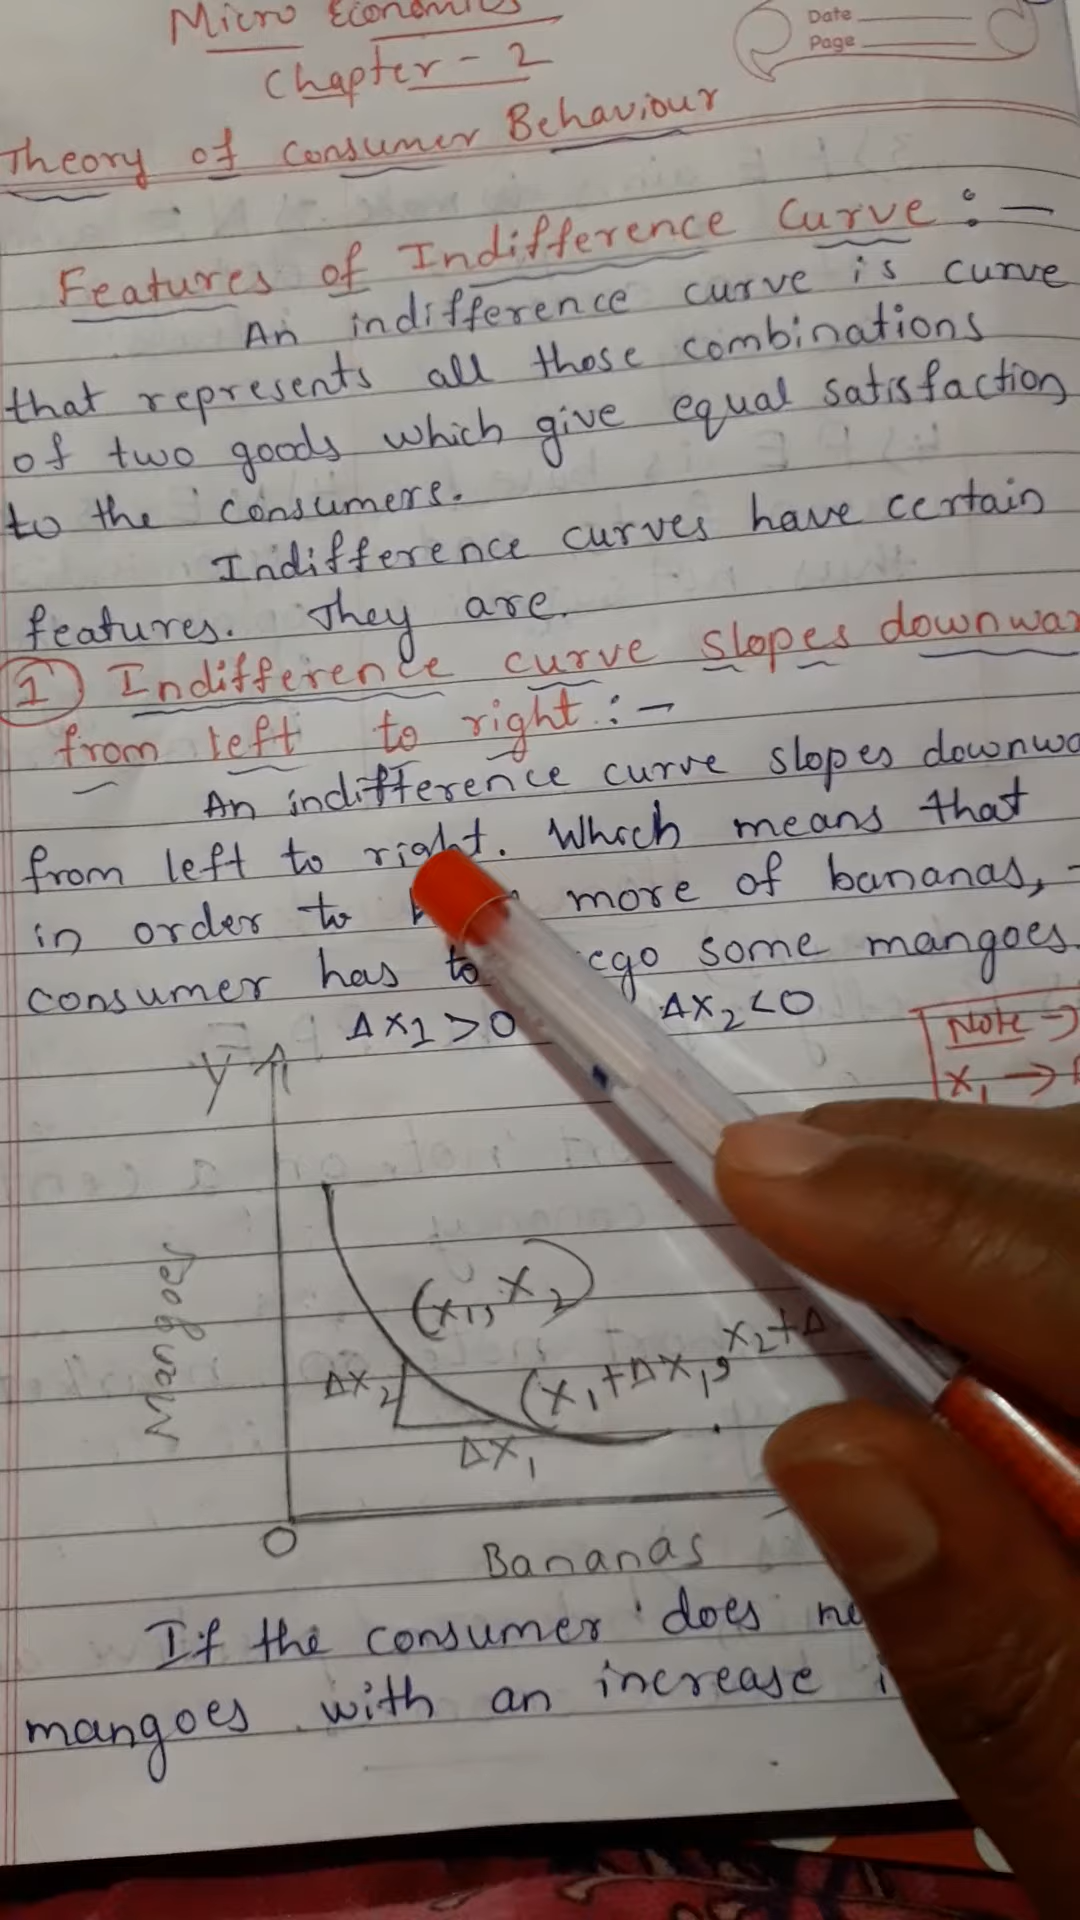 Micro Economics
Chapter - 2
Date
Page
Theory of Consumer Behaviour
Features of Indifference Curve :-
An indifference curve is curve
that represents all those combinations
of two goods which give equal satisfaction
to the consumers.
Indifference curves have certain
features. They are.
1 Indifference curve slopes downwa
from left to right :-
An indifference curve slopes downwa
from left to right. Which means that
in order to more of bananas,
consumer has to ego some mangoes.
Δx1 > 0 Δx2 < 0
Note →
x1 →
Y
Mangoes
(x1, x2)
(x1+Δx1, x2+Δ
Δx2
Δx1
O
Bananas
If the consumer does
mangoes with an increase